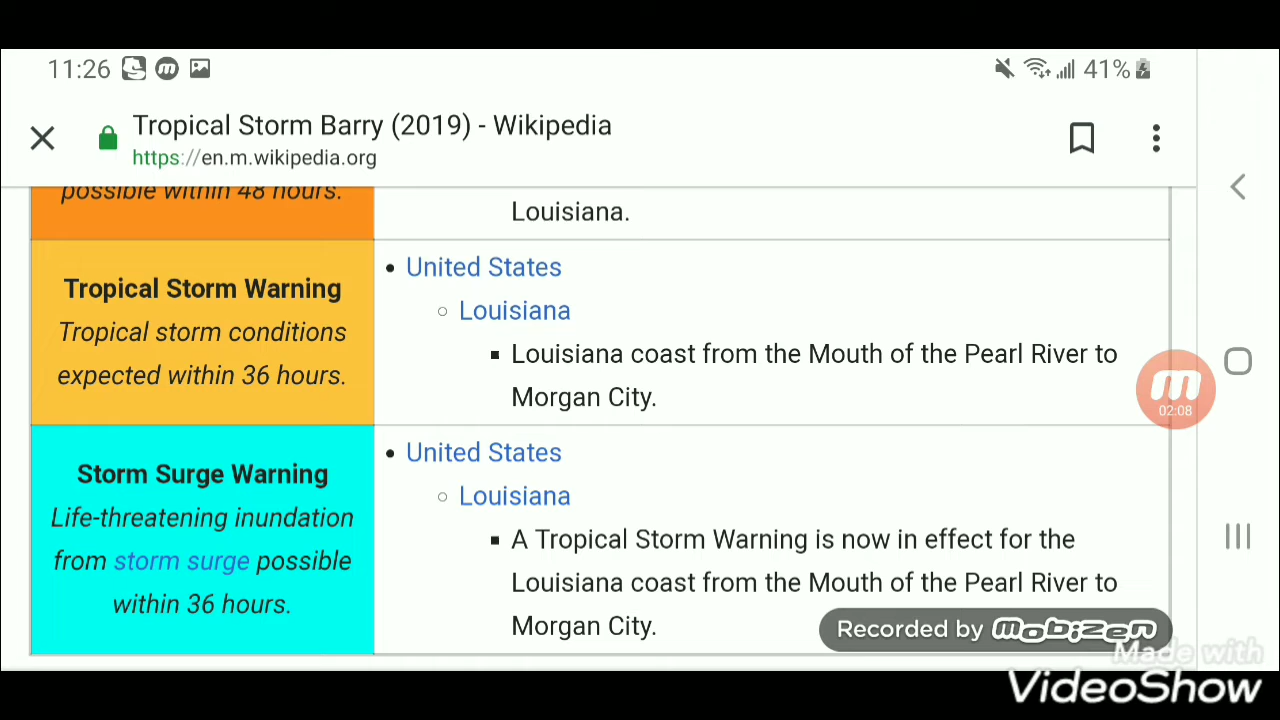 11:26
41%
Tropical Storm Barry (2019) - Wikipedia
https://en.m.wikipedia.org
possible within 48 hours.
Louisiana.
Tropical Storm Warning
Tropical storm conditions
expected within 36 hours.
United States
Louisiana
Louisiana coast from the Mouth of the Pearl River to
Morgan City.
02:08
Storm Surge Warning
Life-threatening inundation
from storm surge possible
within 36 hours.
United States
Louisiana
A Tropical Storm Warning is now in effect for the
Louisiana coast from the Mouth of the Pearl River to
Morgan City.
Recorded by mobizen
Made with
VideoShow